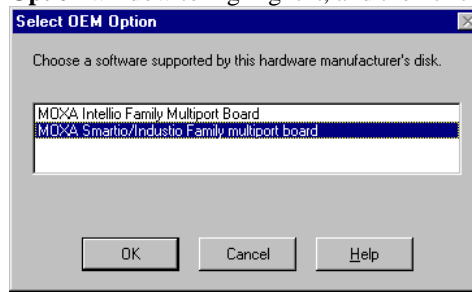 Select OEM Option
Choose a software supported by this hardware manufacturer's disk.
MOXA Intellio Family Multiport Board
MOXA Smartio/Industio Family multiport board
OK Cancel Help